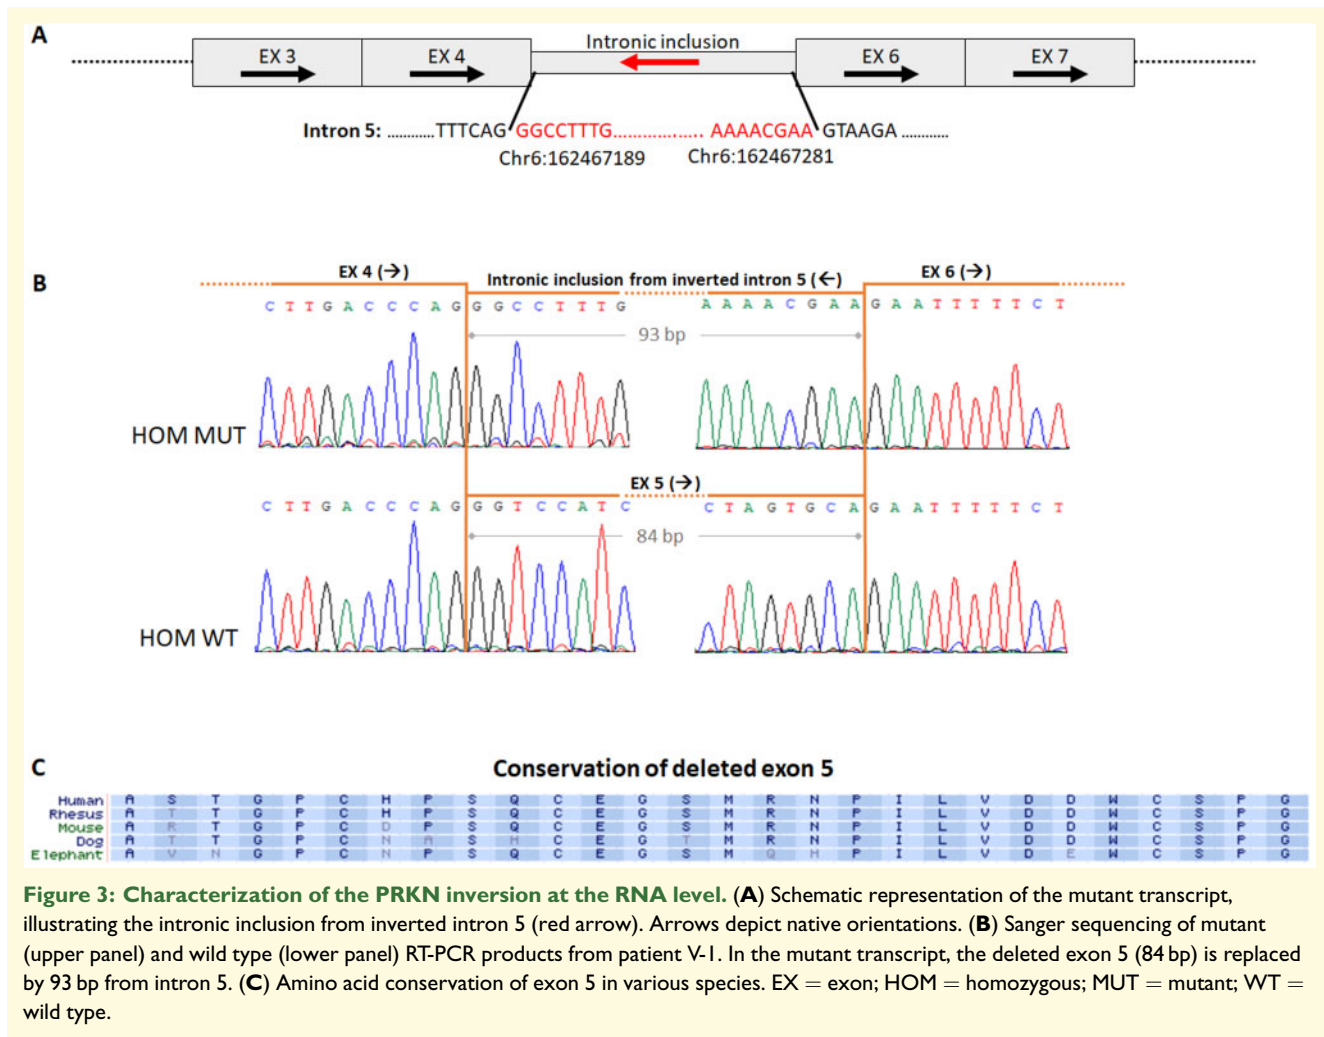 A
EX 3
EX 4
Intronic inclusion
EX 6
EX 7
Intron 5: ............TTTCAG GGCCTTTG.................. AAAACGAA GTAAGA ............
Chr6:162467189 Chr6:162467281
B
EX 4 (→) Intronic inclusion from inverted intron 5 (←) EX 6 (→)
C T T G A C C C A G G G C C T T T G A A A A C G A A G A A T T T T T C T
93 bp
HOM MUT
EX 5 (→)
C T T G A C C C A G G G T C C A T C C T A G T G C A G A A T T T T T C T
84 bp
HOM WT
C
Conservation of deleted exon 5
Human A S T G P C H P S Q C E G S M R N P I L V D D W C S P G
Rhesus A T T G P C H P S Q C E G S M R N P I L V D D W C S P G
Mouse A R T G P C D P S Q C E G S M R N P I L V D D W C S P G
Dog A T T G P C N A S H C E G T M R N P I L V D D W C S P G
Elephant A V N G P C N P S Q C E G S M Q H P I L V D E W C S P G
Figure 3: Characterization of the PRKN inversion at the RNA level. (A) Schematic representation of the mutant transcript,
illustrating the intronic inclusion from inverted intron 5 (red arrow). Arrows depict native orientations. (B) Sanger sequencing of mutant
(upper panel) and wild type (lower panel) RT-PCR products from patient V-1. In the mutant transcript, the deleted exon 5 (84 bp) is replaced
by 93 bp from intron 5. (C) Amino acid conservation of exon 5 in various species. EX = exon; HOM = homozygous; MUT = mutant; WT =
wild type.